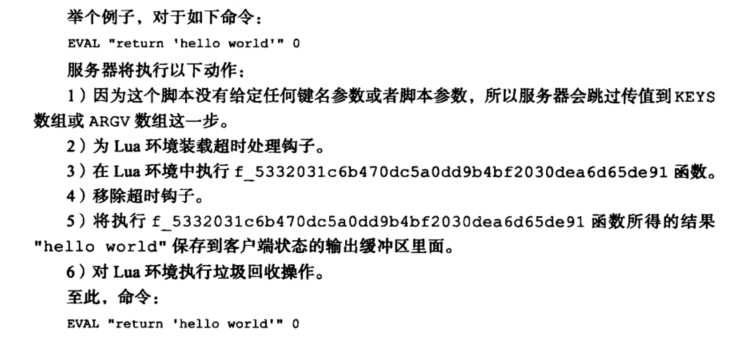 举个例子，对于如下命令：
EVAL "return 'hello world'" 0
服务器将执行以下动作：
1）因为这个脚本没有给定任何键名参数或者脚本参数，所以服务器会跳过传值到 KEYS
数组或 ARGV 数组这一步。
2）为 Lua 环境装载超时处理钩子。
3）在 Lua 环境中执行 f_5332031c6b470dc5a0dd9b4bf2030dea6d65de91 函数。
4）移除超时钩子。
5）将执行 f_5332031c6b470dc5a0dd9b4bf2030dea6d65de91 函数所得的结果
"hello world" 保存到客户端状态的输出缓冲区里面。
6）对 Lua 环境执行垃圾回收操作。
至此，命令：
EVAL "return 'hello world'" 0